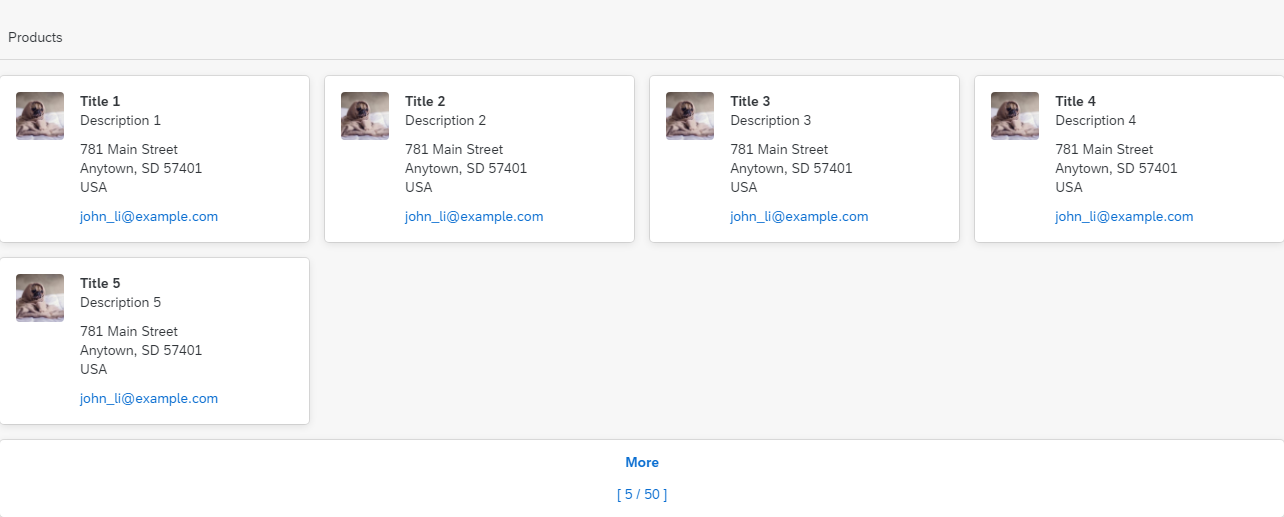 Products
Title 1
Description 1
781 Main Street
Anytown, SD 57401
USA
john_li@example.com
Title 2
Description 2
781 Main Street
Anytown, SD 57401
USA
john_li@example.com
Title 3
Description 3
781 Main Street
Anytown, SD 57401
USA
john_li@example.com
Title 4
Description 4
781 Main Street
Anytown, SD 57401
USA
john_li@example.com
Title 5
Description 5
781 Main Street
Anytown, SD 57401
USA
john_li@example.com
More
[ 5 / 50 ]